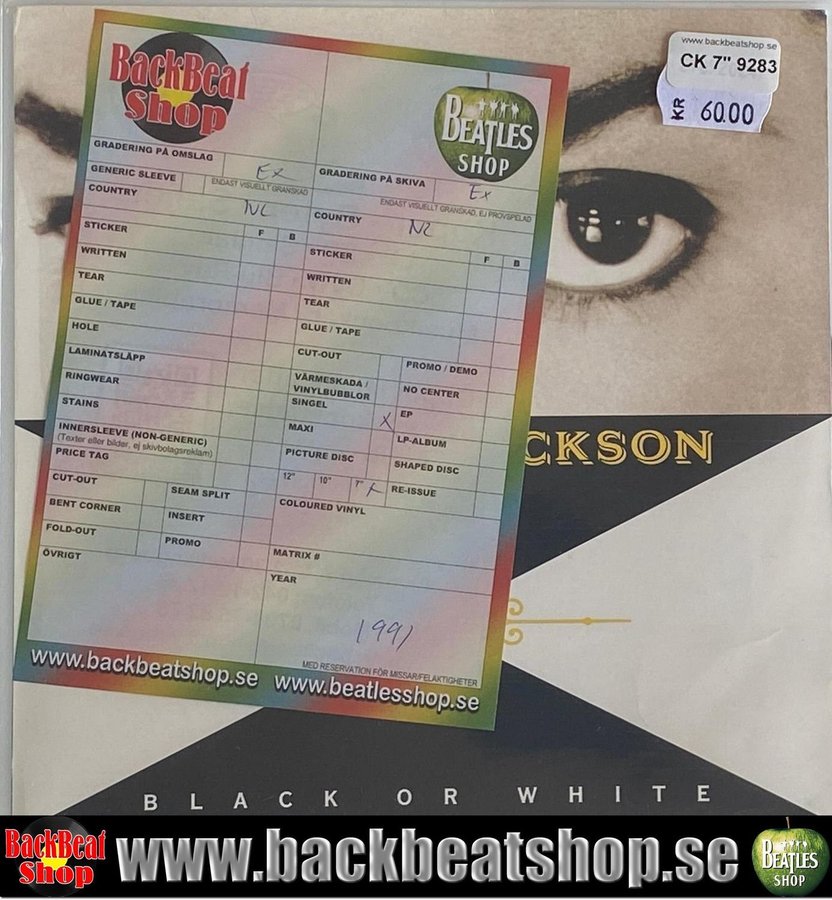 www.backbeatshop.se
CK 7" 9283
KR 60.00
BackBeat
Shop
BEATLES
SHOP
GRADERING PÅ OMSLAG Ex
GENERIC SLEEVE ENDAST VISUELLT GRANSKAD
COUNTRY NL
STICKER F B
WRITTEN
TEAR
GLUE / TAPE
HOLE
LAMINATSLÄPP
RINGWEAR
STAINS
INNERSLEEVE (NON-GENERIC)
(Texter eller bilder, ej skivbolagsreklam)
PRICE TAG
CUT-OUT SEAM SPLIT
BENT CORNER INSERT
FOLD-OUT PROMO
ÖVRIGT
GRADERING PÅ SKIVA Ex
ENDAST VISUELLT GRANSKAD, EJ PROVSPELAD
COUNTRY NL
STICKER F B
WRITTEN
TEAR
GLUE / TAPE
CUT-OUT PROMO / DEMO
VÄRMESKADA /
VINYLBUBBLOR NO CENTER
SINGEL X EP
MAXI LP-ALBUM
PICTURE DISC SHAPED DISC
12" 10" 7" X RE-ISSUE
COLOURED VINYL
MATRIX #
YEAR
1991
MED RESERVATION FÖR MISSAR/FELAKTIGHETER
www.backbeatshop.se www.beatlesshop.se
CKSON
BLACK OR WHITE
BackBeat
Shop
www.backbeatshop.se
BEATLES
SHOP